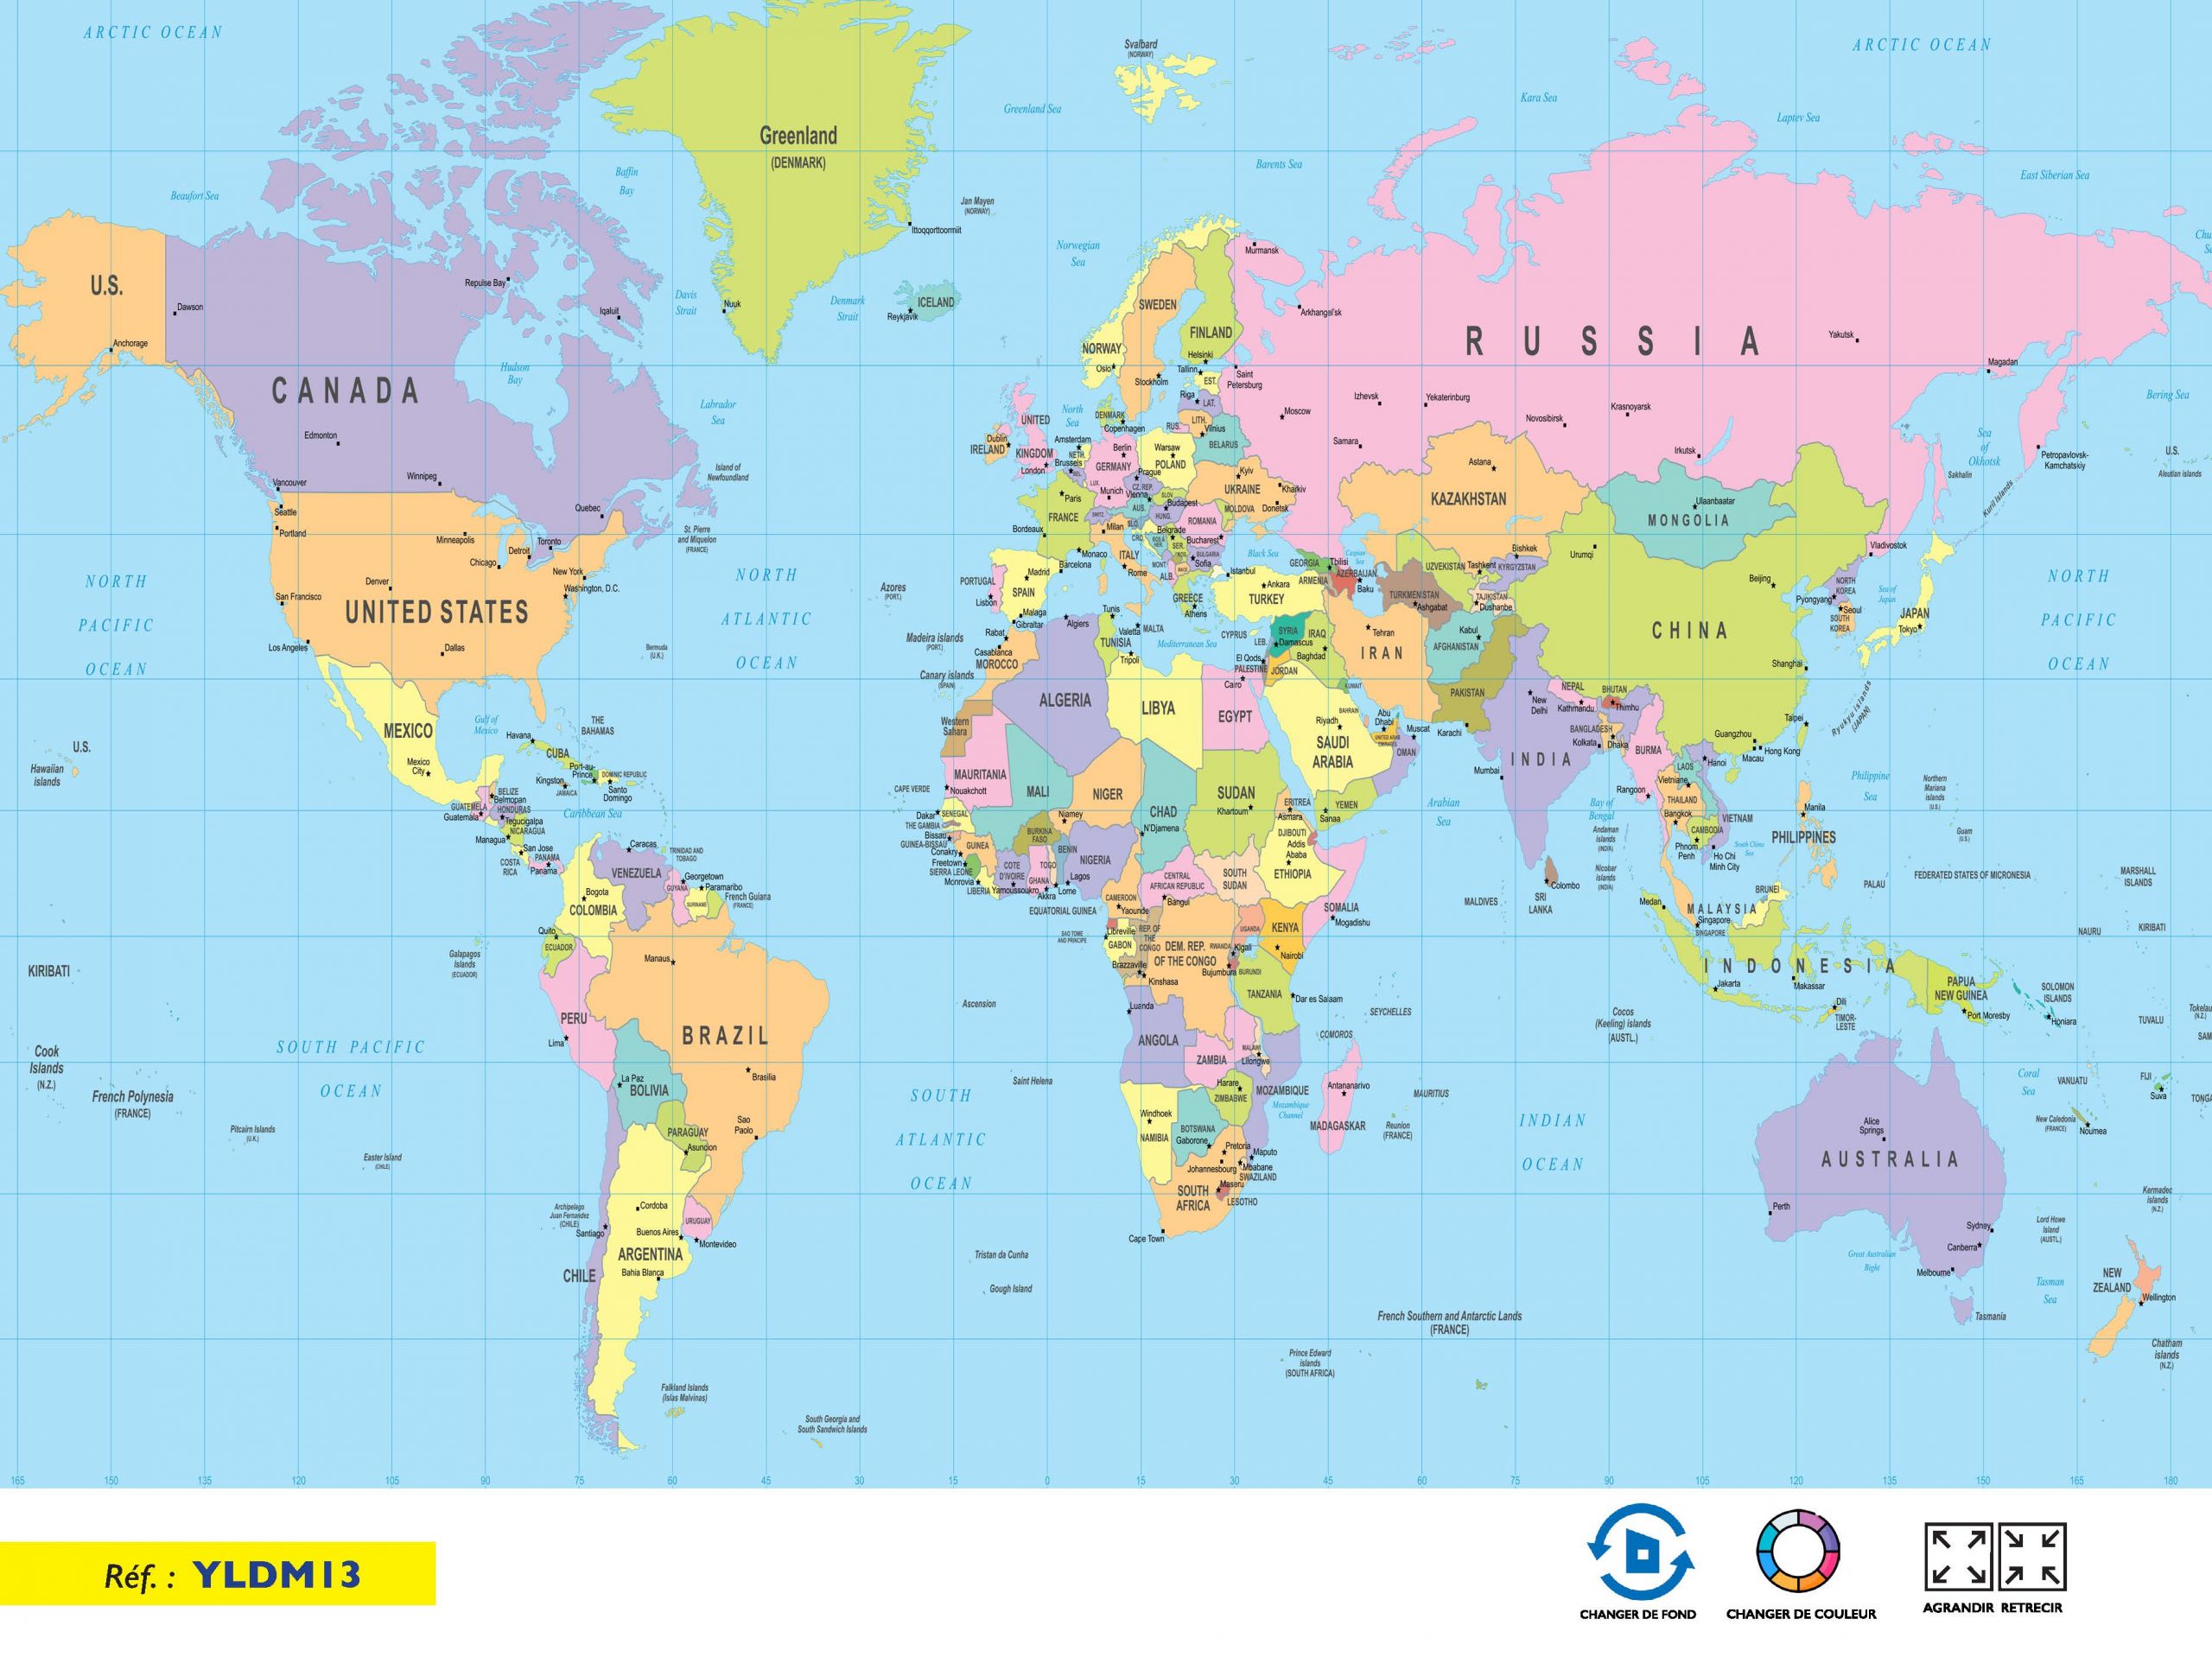 ARCTIC OCEAN
ARCTIC OCEAN
Svalbard
(NORWAY)
Greenland Sea
Kara Sea
Laptev Sea
Barents Sea
East Siberian Sea
Beaufort Sea
Baffin
Bay
Greenland
(DENMARK)
Jan Mayen
(NORWAY)
Ittoqqortoormiit
Norwegian
Sea
Murmansk
U.S.
Dawson
Anchorage
Repulse Bay
Iqaluit
Davis
Strait
Nuuk
Denmark
Strait
ICELAND
Reykjavik
Arkhangal'sk
SWEDEN
FINLAND
NORWAY
Helsinki
Oslo
Tallinn
Stockholm
EST.
Saint
Petersburg
RUSSIA
Yakutsk
Magadan
CANADA
Hudson
Bay
Labrador
Sea
Edmonton
Winnipeg
Vancouver
Quebec
Island of
Newfoundland
St. Pierre
and Miquelon
(FRANCE)
North
Sea
DENMARK
Copenhagen
Riga
LAT.
LITH.
Vilnius
RUS.
BELARUS
Moscow
Izhevsk
Yekaterinburg
Novosibirsk
Krasnoyarsk
Samara
Irkutsk
Sea
of
Okhotsk
Bering Sea
Petropavlovsk-
Kamchatskiy
U.S.
Aleutian islands
Sakhalin
Kuril Islands
UNITED
KINGDOM
Dublin
IRELAND
London
Amsterdam
NETH.
Brussels
BEL.
LUX.
Berlin
GERMANY
Warsaw
POLAND
Prague
CZ. REP.
Munich
Vienna
SLOV.
Budapest
AUS.
HUNG.
Kyiv
UKRAINE
Kharkiv
Donetsk
MOLDOVA
ROMANIA
Paris
FRANCE
SWITZ.
Milan
SLO.
CRO.
Belgrade
Bucharest
SER.
BULGARIA
Sofia
MONT.
ALB.
MACE.
Bordeaux
Monaco
ITALY
Rome
Barcelona
Madrid
SPAIN
PORTUGAL
Lisbon
Malaga
Gibraltar
GREECE
Athens
Black Sea
Istanbul
Ankara
TURKEY
GEORGIA
Tbilisi
ARMENIA
AZERBAIJAN
Baku
Caspian
Sea
Astana
KAZAKHSTAN
UZVEKISTAN
Tashkent
Bishkek
KYRGYZSTAN
TURKMENISTAN
Ashgabat
TAJIKISTAN
Dushanbe
Ulaanbaatar
MONGOLIA
Urumqi
Beijing
CHINA
Shanghai
Vladivostok
NORTH
KOREA
Pyongyang
Seoul
SOUTH
KOREA
Sea of
Japan
JAPAN
Tokyo
Ryukyu islands
(JAPAN)
Seattle
Portland
Minneapolis
Chicago
Detroit
Toronto
New York
Washington, D.C.
Denver
San Francisco
UNITED STATES
Los Angeles
Dallas
NORTH
PACIFIC
OCEAN
NORTH
ATLANTIC
OCEAN
NORTH
PACIFIC
OCEAN
Bermuda
(U.K.)
Azores
(PORT.)
Madeira islands
(PORT.)
Canary islands
(SPAIN)
Rabat
Casablanca
MOROCCO
Algiers
Tunis
TUNISIA
Valetta
MALTA
Tripoli
Mediterranean Sea
CYPRUS
LEB.
SYRIA
Damascus
IRAQ
Baghdad
El Qods
PALESTINE
JORDAN
Cairo
KUWAIT
Tehran
IRAN
Kabul
AFGHANISTAN
PAKISTAN
Karachi
New
Delhi
NEPAL
Kathmandu
BHUTAN
Thimhu
BANGLADESH
Dhaka
Kolkata
INDIA
Mumbai
BURMA
Rangoon
Guangzhou
Hong Kong
Macau
Taipei
Hanoi
LAOS
Vietniane
THAILAND
Bangkok
CAMBODIA
VIETNAM
Phnom
Penh
Ho Chi
Minh City
South China
Sea
Manila
PHILIPPINES
Philippine
Sea
Northern
Mariana
islands
(U.S.)
Guam
(U.S.)
MEXICO
Mexico
City
Gulf of
Mexico
Havana
CUBA
THE
BAHAMAS
Port-au-
Prince
DOMINIC REPUBLIC
Santo
Domingo
Kingston
JAMAICA
BELIZE
Belmopan
GUATEMELA
Guatemala
HONDURAS
Tegucigalpa
NICARAGUA
Managua
San Jose
COSTA
RICA
PANAMA
Panama
Caribbean Sea
U.S.
Hawaiian
islands
Western
Sahara
ALGERIA
LIBYA
EGYPT
MAURITANIA
Nouakchott
CAPE VERDE
MALI
NIGER
Niamey
CHAD
N'Djamena
SUDAN
Khartoum
ERITREA
Asmara
SAUDI
ARABIA
Riyadh
BAHRAIN
Abu
Dhabi
UNITED ARAB
EMIRATES
Muscat
OMAN
YEMEN
Sanaa
DJIBOUTI
Addis
Ababa
ETHIOPIA
Arabian
Sea
Bay of
Bengal
Andaman
islands
(INDIA)
Nicobar
islands
(INDIA)
Dakar
SENEGAL
THE GAMBIA
Bissau
GUINEA-BISSAU
GUINEA
Conakry
Freetown
SIERRA LEONE
Monrovia
LIBERIA
COTE
D'IVOIRE
Yamoussoukro
BURKINA
FASO
GHANA
Akkra
TOGO
Lome
BENIN
NIGERIA
Lagos
CENTRAL
AFRICAN REPUBLIC
Bangui
SOUTH
SUDAN
SOMALIA
Mogadishu
CAMEROON
Yaounde
EQUATORIAL GUINEA
SAO TOME
AND PRINCIPE
Libreville
GABON
REP. OF
THE
CONGO
DEM. REP.
OF THE CONGO
Brazzaville
Kinshasa
UGANDA
KENYA
Nairobi
RWANDA
Kigali
Bujumbura
BURUNDI
TANZANIA
Dar es Salaam
MALDIVES
SRI
LANKA
Colombo
Caracas
TRINIDAD AND
TOBAGO
VENEZUELA
Georgetown
Paramaribo
GUYANA
SURINAME
French Guiana
(FRANCE)
Bogota
COLOMBIA
Quito
ECUADOR
Galapagos
Islands
(ECUADOR)
Manaus
PERU
Lima
BRAZIL
Brasilia
La Paz
BOLIVIA
Sao
Paolo
PARAGUAY
Asuncion
Medan
MALAYSIA
Singapore
SINGAPORE
BRUNEI
INDONESIA
Jakarta
Makassar
Dili
TIMOR-
LESTE
PALAU
FEDERATED STATES OF MICRONESIA
MARSHALL
ISLANDS
NAURU
KIRIBATI
PAPUA
NEW GUINEA
Port Moresby
SOLOMON
ISLANDS
Honiara
TUVALU
Tokelau
(N.Z.)
SAM
KIRIBATI
Cook
Islands
(N.Z.)
French Polynesia
(FRANCE)
SOUTH PACIFIC
OCEAN
Pitcairn Islands
(U.K.)
Easter Island
(CHILE)
Ascension
Saint Helena
SOUTH
ATLANTIC
OCEAN
Luanda
ANGOLA
ZAMBIA
MALAWI
Lilongwe
Harare
ZIMBABWE
MOZAMBIQUE
Mozambique
Channel
COMOROS
SEYCHELLES
Antananarivo
MADAGASCAR
MAURITIUS
Reunion
(FRANCE)
Cocos
(Keeling) islands
(AUSTL.)
INDIAN
OCEAN
Windhoek
NAMIBIA
BOTSWANA
Gaborone
Pretoria
Johannesbourg
Maputo
Mbabane
SWAZILAND
Maseru
LESOTHO
SOUTH
AFRICA
Cape Town
Coral
Sea
VANUATU
FIJI
Suva
TONGA
New Caledonia
(FRANCE)
Noumea
Alice
Springs
AUSTRALIA
Perth
Sydney
Canberra
Melbourne
Great Australian
Bight
Tasmania
Tasman
Sea
Lord Howe
Island
(AUSTL.)
Kermadec
islands
(N.Z.)
NEW
ZEALAND
Wellington
Chatham
islands
(N.Z.)
Archipelago
Juan Fernandez
(CHILE)
Santiago
CHILE
Cordoba
Buenos Aires
ARGENTINA
Bahia Blanca
URUGUAY
Montevideo
Tristan da Cunha
Gough Island
French Southern and Antarctic Lands
(FRANCE)
Prince Edward
islands
(SOUTH AFRICA)
Falkland Islands
(Islas Malvinas)
South Georgia and
South Sandwich Islands
165 150 135 120 105 90 75 60 45 30 15 0 15 30 45 60 75 90 105 120 135 150 165 180
Réf. : YLDM13
CHANGER DE FOND
CHANGER DE COULEUR
AGRANDIR RETRECIR